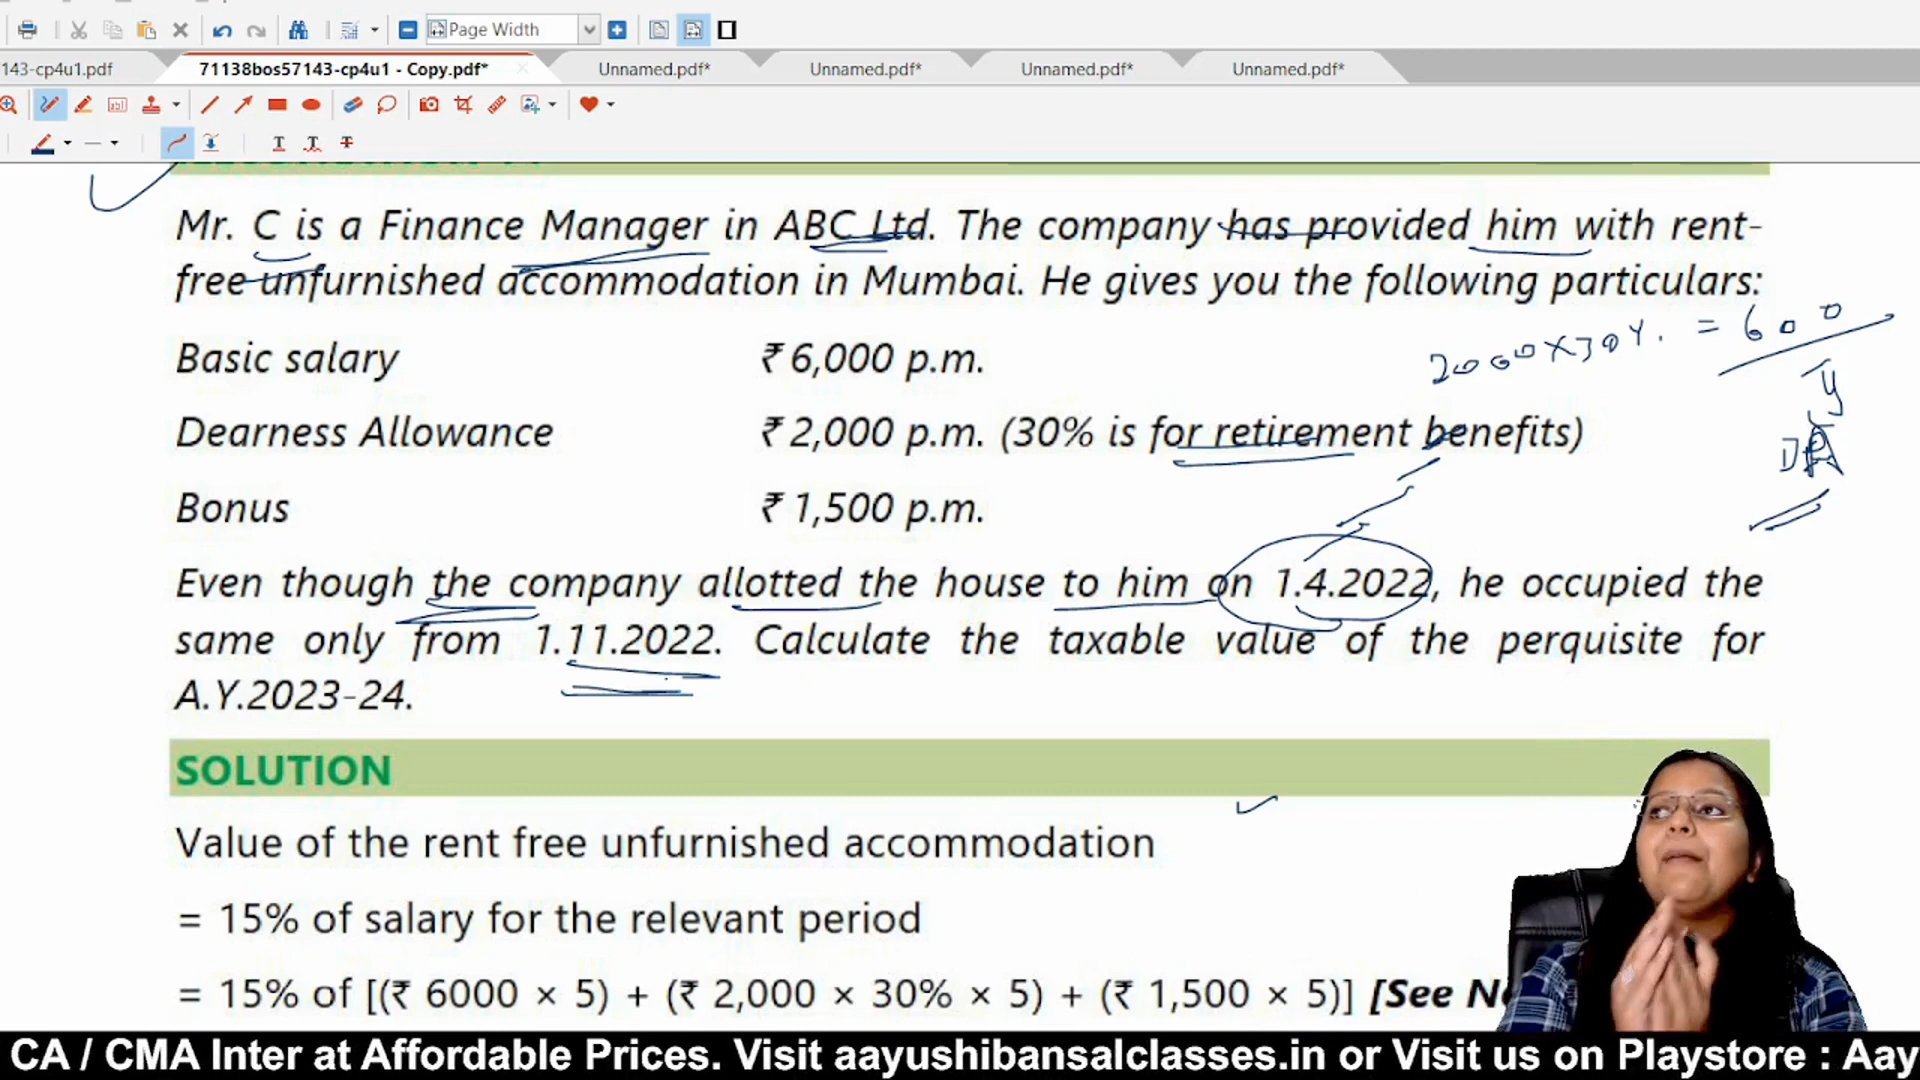 Page Width
143-cp4u1.pdf
71138bos57143-cp4u1 - Copy.pdf*
Unnamed.pdf*
Unnamed.pdf*
Unnamed.pdf*
Unnamed.pdf*
Mr. C is a Finance Manager in ABC Ltd. The company has provided him with rent-
free unfurnished accommodation in Mumbai. He gives you the following particulars:
2000 X 30%. = 600
Basic salary ₹ 6,000 p.m.
Dearness Allowance ₹ 2,000 p.m. (30% is for retirement benefits)
Bonus ₹ 1,500 p.m.
Even though the company allotted the house to him on 1.4.2022, he occupied the
same only from 1.11.2022. Calculate the taxable value of the perquisite for
A.Y.2023-24.
SOLUTION
Value of the rent free unfurnished accommodation
= 15% of salary for the relevant period
= 15% of [(₹ 6000 × 5) + (₹ 2,000 × 30% × 5) + (₹ 1,500 × 5)] [See
CA / CMA Inter at Affordable Prices. Visit aayushibansalclasses.in or Visit us on Playstore : Aay